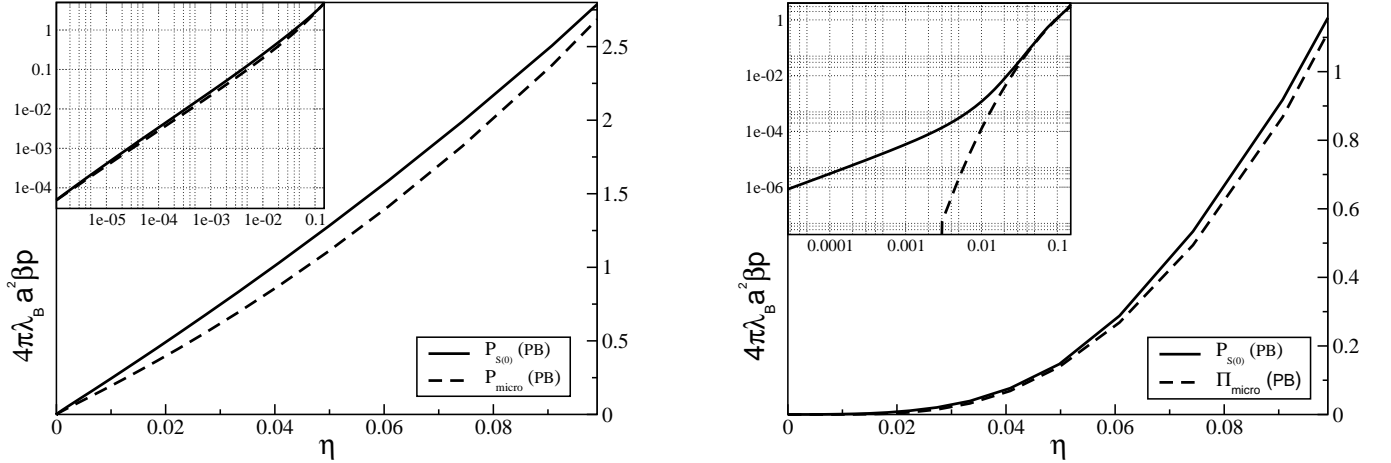 1
0.1
1e-02
1e-03
1e-04
1e-05 1e-04 1e-03 1e-02 0.1
2.5
2
1.5
1
0.5
0
4πλ_B a²βp
P_S(0) (PB)
P_micro (PB)
0 0.02 0.04 0.06 0.08
η
1
1e-02
1e-04
1e-06
0.0001 0.001 0.01 0.1
1
0.8
0.6
0.4
0.2
0
4πλ_B a²βp
P_S(0) (PB)
Π_micro (PB)
0 0.02 0.04 0.06 0.08
η